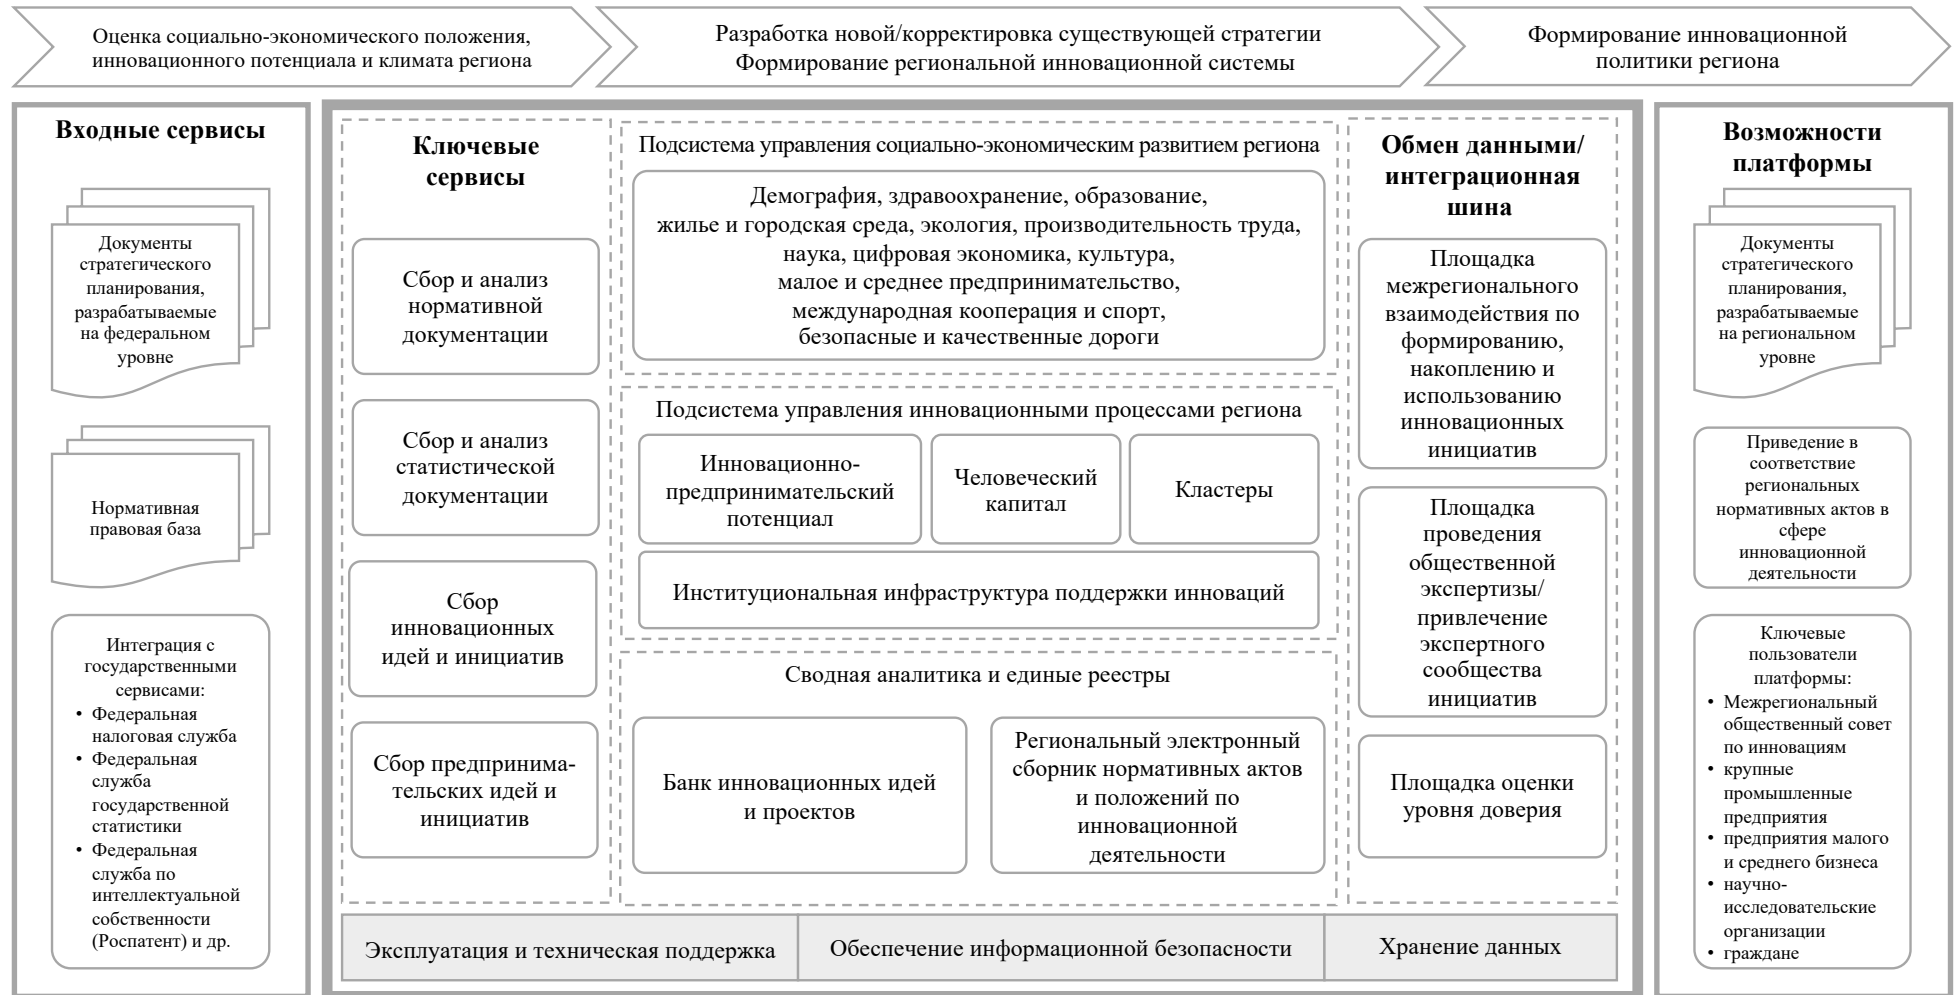 Оценка социально-экономического положения,
инновационного потенциала и климата региона
Разработка новой/корректировка существующей стратегии
Формирование региональной инновационной системы
Формирование инновационной
политики региона
Входные сервисы
Документы
стратегического
планирования,
разрабатываемые
на федеральном
уровне
Нормативная
правовая база
Интеграция с
государственными
сервисами:
• Федеральная
налоговая служба
• Федеральная
служба
государственной
статистики
• Федеральная
служба по
интеллектуальной
собственности
(Роспатент) и др.
Ключевые
сервисы
Сбор и анализ
нормативной
документации
Сбор и анализ
статистической
документации
Сбор
инновационных
идей и инициатив
Сбор предпринима-
тельских идей и
инициатив
Подсистема управления социально-экономическим развитием региона
Демография, здравоохранение, образование,
жилье и городская среда, экология, производительность труда,
наука, цифровая экономика, культура,
малое и среднее предпринимательство,
международная кооперация и спорт,
безопасные и качественные дороги
Подсистема управления инновационными процессами региона
Инновационно-
предпринимательский
потенциал
Человеческий
капитал
Кластеры
Институциональная инфраструктура поддержки инноваций
Сводная аналитика и единые реестры
Банк инновационных идей
и проектов
Региональный электронный
сборник нормативных актов
и положений по
инновационной
деятельности
Обмен данными/
интеграционная
шина
Площадка
межрегионального
взаимодействия по
формированию,
накоплению и
использованию
инновационных
инициатив
Площадка
проведения
общественной
экспертизы/
привлечение
экспертного
сообщества
инициатив
Площадка оценки
уровня доверия
Эксплуатация и техническая поддержка
Обеспечение информационной безопасности
Хранение данных
Возможности
платформы
Документы
стратегического
планирования,
разрабатываемые
на региональном
уровне
Приведение в
соответствие
региональных
нормативных актов в
сфере
инновационной
деятельности
Ключевые
пользователи
платформы:
• Межрегиональный
общественный совет
по инновациям
• крупные
промышленные
предприятия
• предприятия малого
и среднего бизнеса
• научно-
исследовательские
организации
• граждане